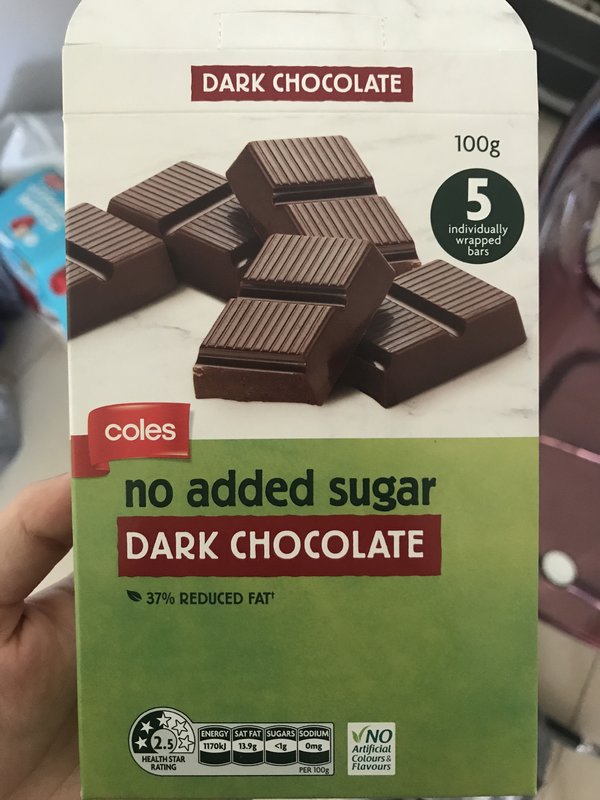 DARK CHOCOLATE
100g
5
individually
wrapped
bars
coles
no added sugar
DARK CHOCOLATE
37% REDUCED FAT†
2.5
HEALTH STAR
RATING
ENERGY SAT FAT SUGARS SODIUM
1170kJ 13.9g <1g 0mg
PER 100g
NO
Artificial
Colours &
Flavours